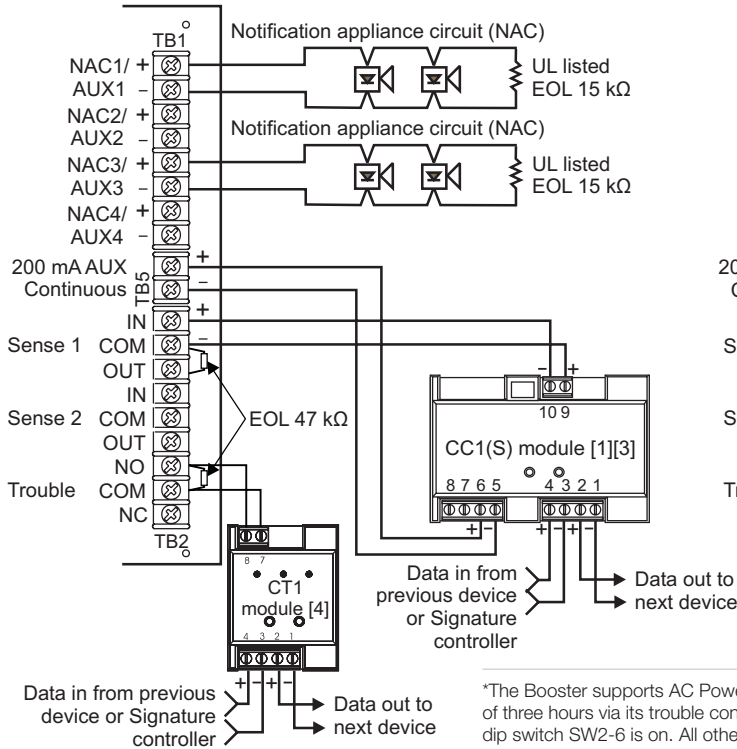 TB1
Notification appliance circuit (NAC)
NAC1/ +
AUX1 –
UL listed
EOL 15 kΩ
NAC2/ +
AUX2 –
Notification appliance circuit (NAC)
NAC3/ +
AUX3 –
UL listed
EOL 15 kΩ
NAC4/ +
AUX4 –
200 mA AUX +
Continuous –
TB5
IN +
Sense 1 COM –
OUT
IN
Sense 2 COM
OUT
EOL 47 kΩ
NO
Trouble COM
NC
TB2
– +
10 9
CC1(S) module [1][3]
8 7 6 5 4 3 2 1
+ – + – + –
Data in from
previous device
or Signature
controller
Data out to
next device
8 7
CT1
module [4]
4 3 2 1
+ – + –
Data in from previous
device or Signature
controller
Data out to
next device
*The Booster supports AC Powe
of three hours via its trouble con
dip switch SW2-6 is on. All othe
20
C
S
S
T